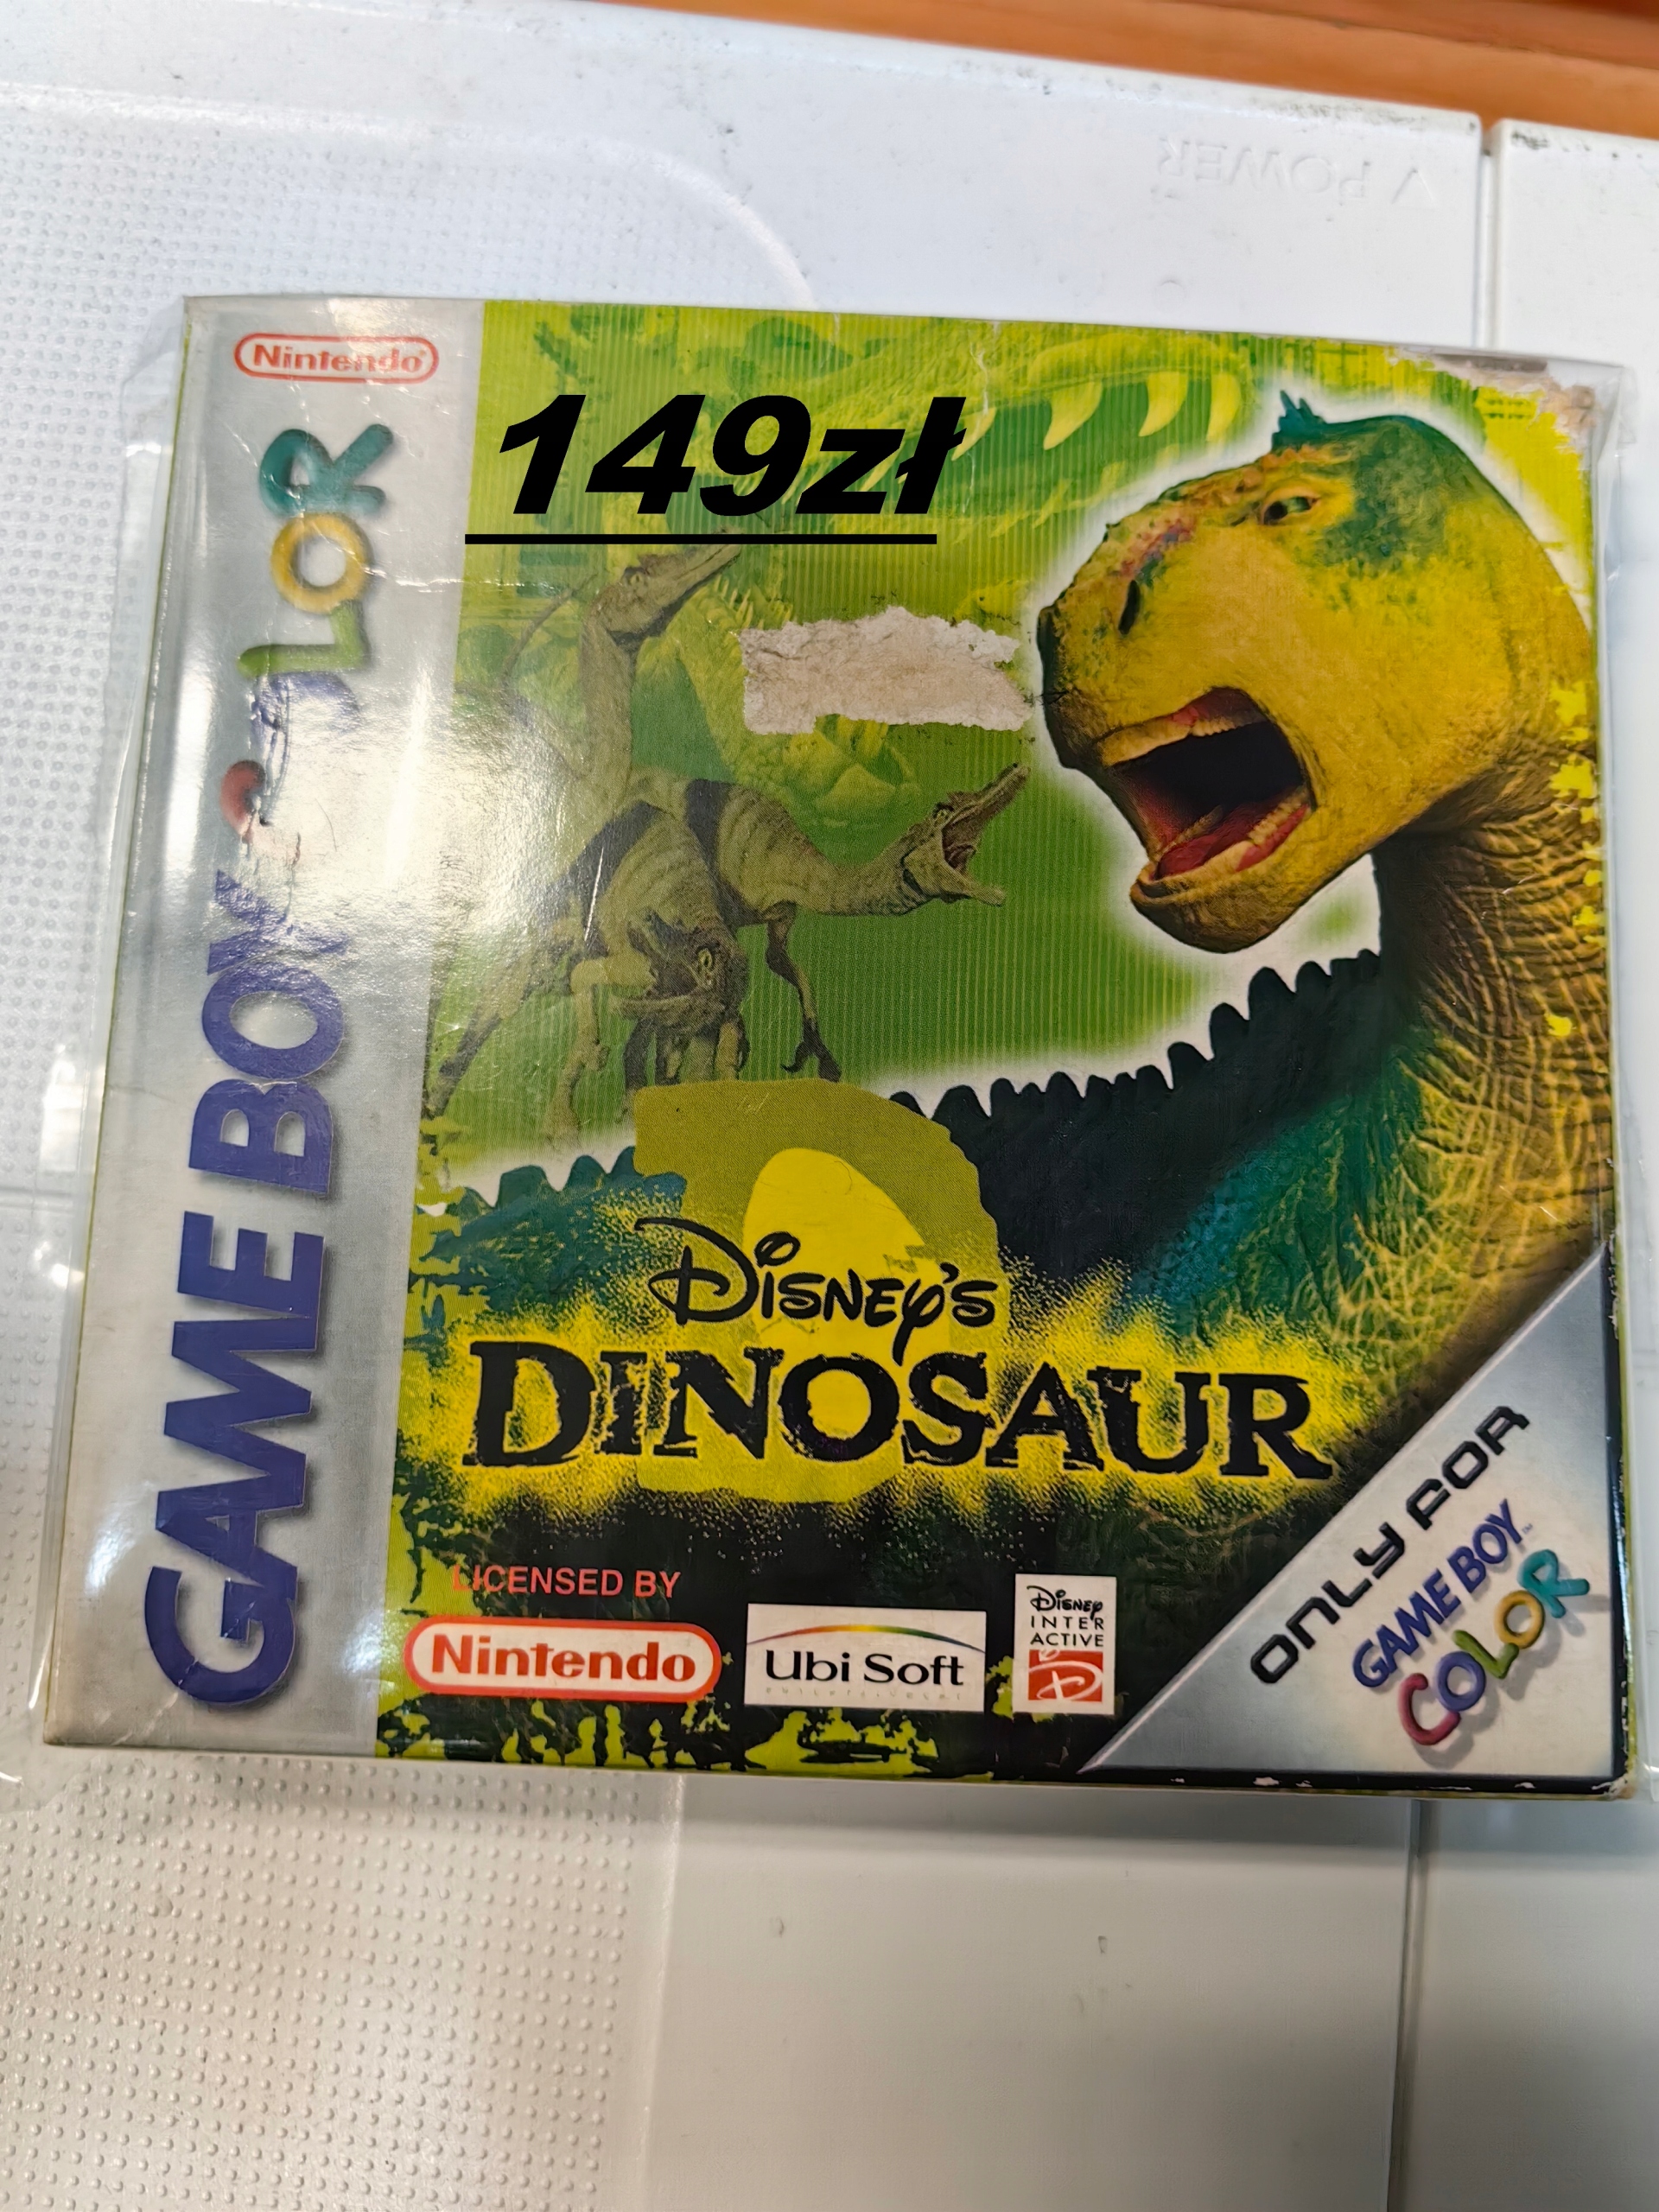 V POWER
Nintendo
149zł
GAME BOY COLOR
DISNEY'S
DINOSAUR
LICENSED BY
Nintendo
Ubi Soft
DISNEY
INTER
ACTIVE
ONLY FOR
GAME BOY
COLOR